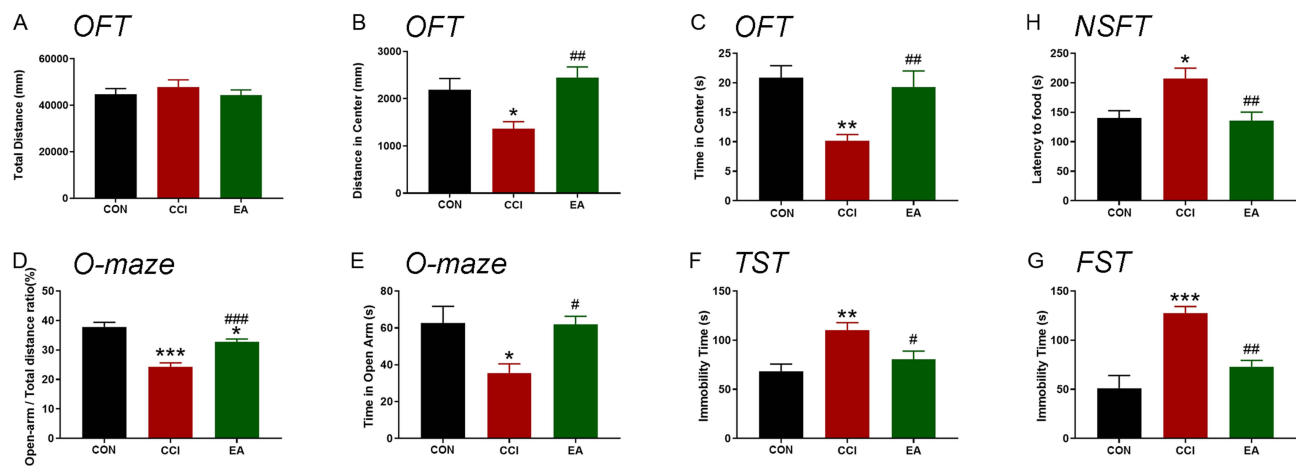 A OFT
Total Distance (mm)
60000
40000
20000
0
CON CCI EA
B OFT
Distance in Center (mm)
3000
2000
1000
0
##
*
CON CCI EA
C OFT
Time in Center (s)
25
20
15
10
5
0
##
**
CON CCI EA
H NSFT
Latency to food (s)
250
200
150
100
50
0
*
##
CON CCI EA
D O-maze
Open-arm / Total distance ratio(%)
50
40
30
20
10
0
###
*
***
CON CCI EA
E O-maze
Time in Open Arm (s)
80
60
40
20
0
#
*
CON CCI EA
F TST
Immobility Time (s)
150
100
50
0
**
#
CON CCI EA
G FST
Immobility Time (s)
150
100
50
0
***
##
CON CCI EA